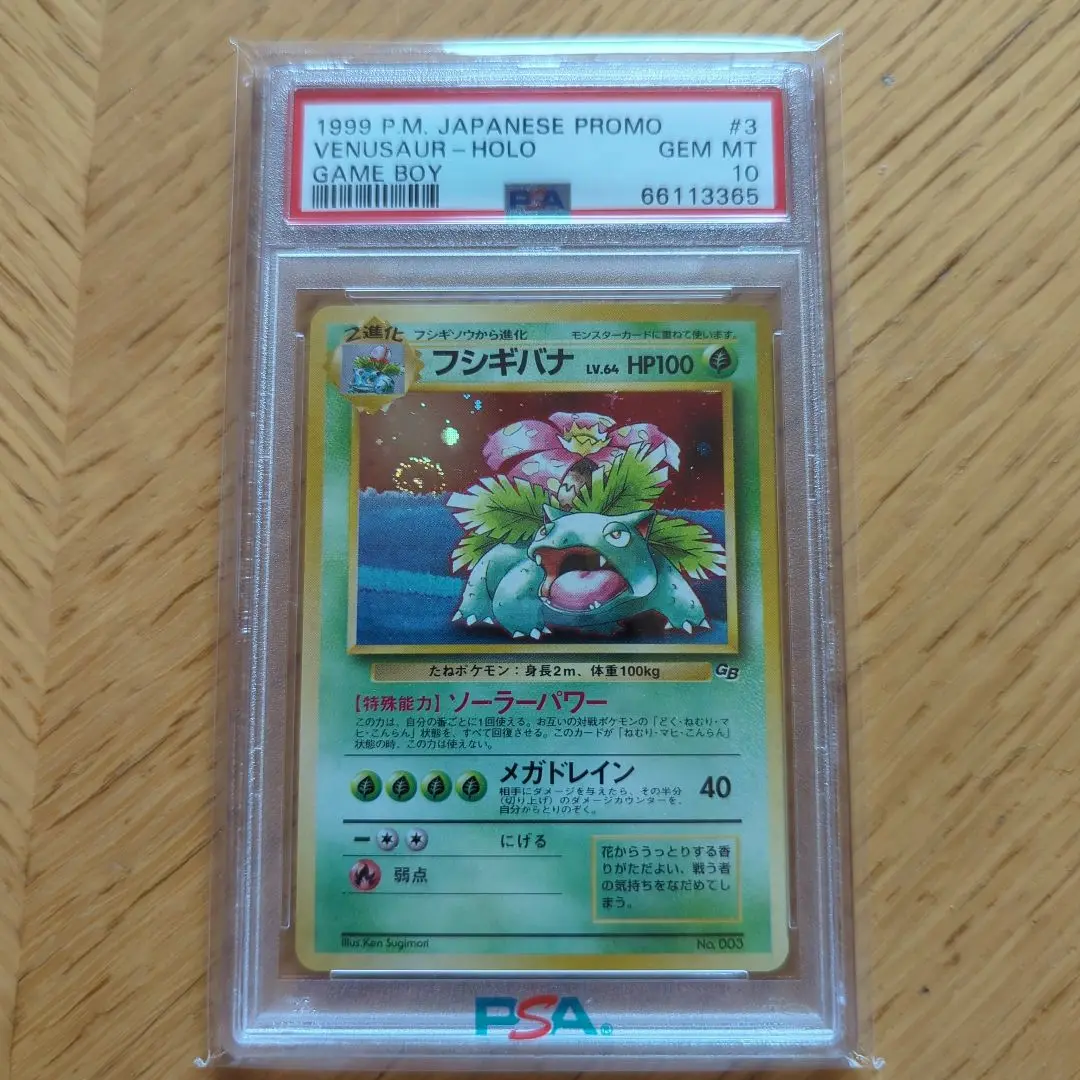 1999 P.M. JAPANESE PROMO #3
VENUSAUR-HOLO GEM MT
GAME BOY 10
PSA 66113365
2進化 フシギソウから進化 モンスターカードに重ねて使います。
フシギバナ LV.64 HP100
たねポケモン：身長2m、体重100kg
GB
【特殊能力】ソーラーパワー
この力は、自分の番ごとに1回使える。お互いの対戦ポケモンの「どく・ねむり・マ
ヒ・こんらん」状態を、すべて回復させる。このカードが「ねむり・マヒ・こんらん」
状態の時、この力は使えない。
メガドレイン 40
相手にダメージを与えたら、その半分
（切り上げ）のダメージカウンターを、
自分からとりのぞく。
ー にげる
弱点
花からうっとりする香
りがただよい、戦う者
の気持ちをなだめてし
まう。
Illus.Ken Sugimori No. 003
PSA®